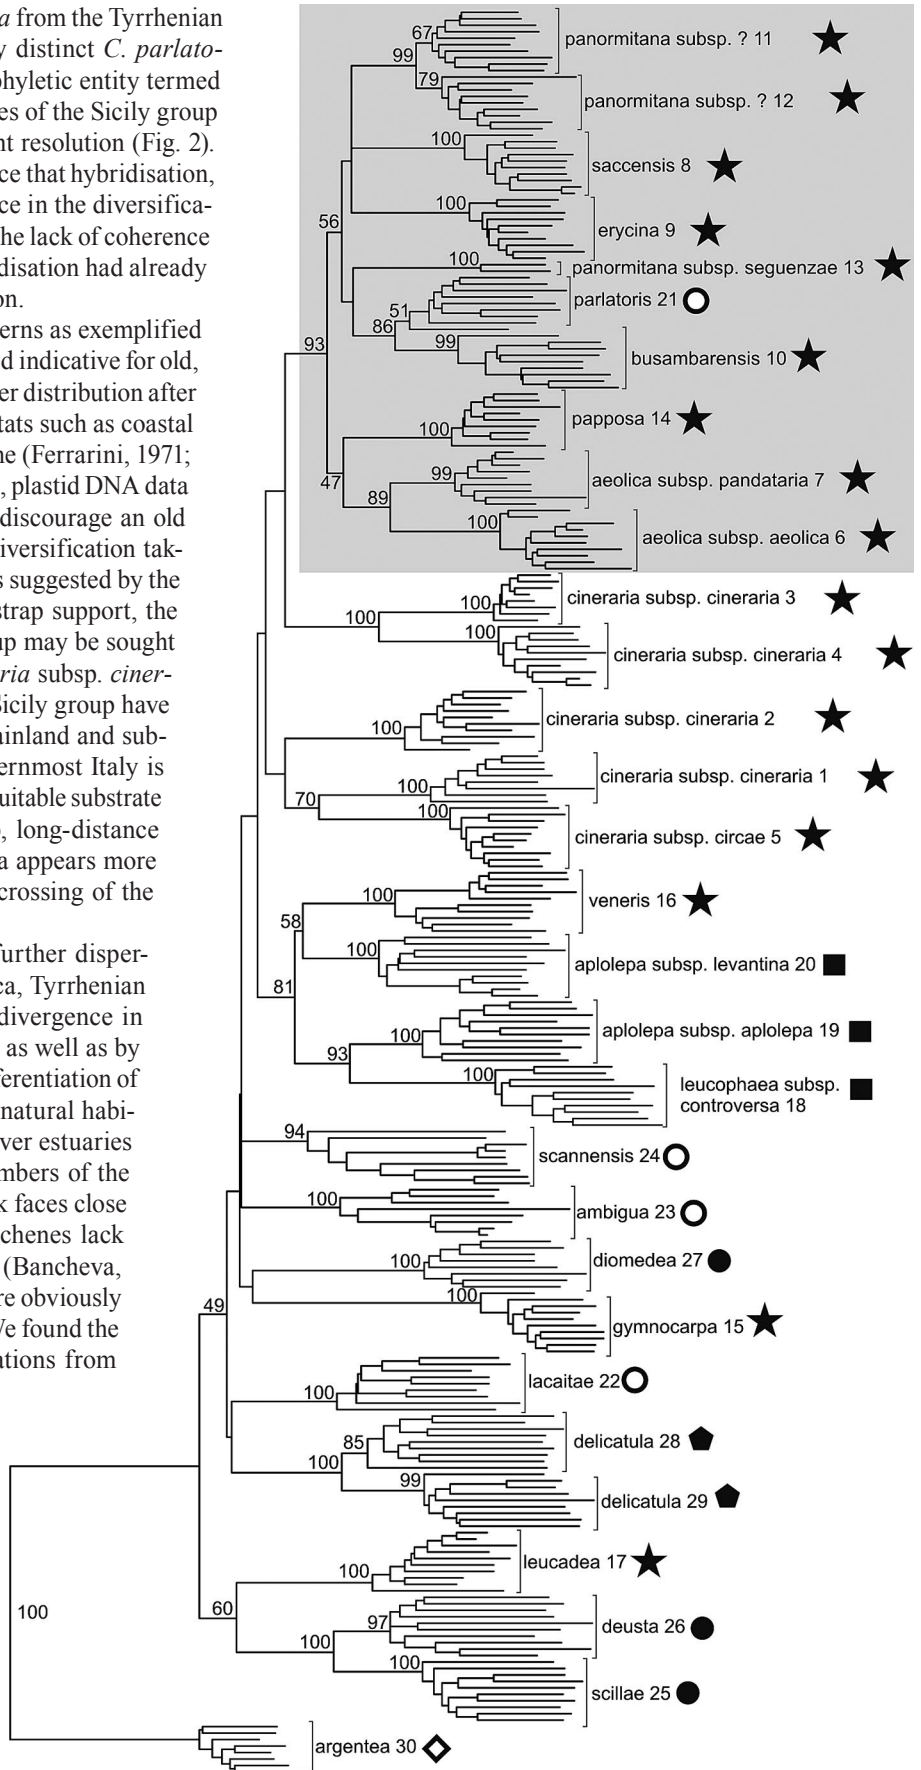 a from the Tyrrhenian
y distinct C. parlato-
phyletic entity termed
es of the Sicily group
nt resolution (Fig. 2).
ce that hybridisation,
ce in the diversifica-
he lack of coherence
idisation had already
on.
erns as exemplified
d indicative for old,
er distribution after
tats such as coastal
ne (Ferrarini, 1971;
, plastid DNA data
discourage an old
iversification tak-
s suggested by the
strap support, the
up may be sought
ria subsp. ciner-
Sicily group have
ainland and sub-
ernmost Italy is
uitable substrate
o, long-distance
a appears more
crossing of the
further disper-
ca, Tyrrhenian
divergence in
as well as by
fferentiation of
natural habi-
ver estuaries
mbers of the
k faces close
chenes lack
(Bancheva,
re obviously
We found the
ations from
67
99
panormitana subsp. ? 11
79
panormitana subsp. ? 12
100
saccensis 8
100
erycina 9
56
100
panormitana subsp. seguenzae 13
51
parlatoris 21
86
99
busambarensis 10
93
100
papposa 14
47
99
aeolica subsp. pandataria 7
89
100
aeolica subsp. aeolica 6
100
cineraria subsp. cineraria 3
100
100
cineraria subsp. cineraria 4
100
cineraria subsp. cineraria 2
100
cineraria subsp. cineraria 1
70
100
cineraria subsp. circae 5
100
veneris 16
58
100
aplolepa subsp. levantina 20
81
100
aplolepa subsp. aplolepa 19
93
100
leucophaea subsp.
controversa 18
94
scannensis 24
100
ambigua 23
100
diomedea 27
100
gymnocarpa 15
49
100
lacaitae 22
85
delicatula 28
100
99
delicatula 29
100
leucadea 17
60
97
deusta 26
100
100
scillae 25
100
argentea 30